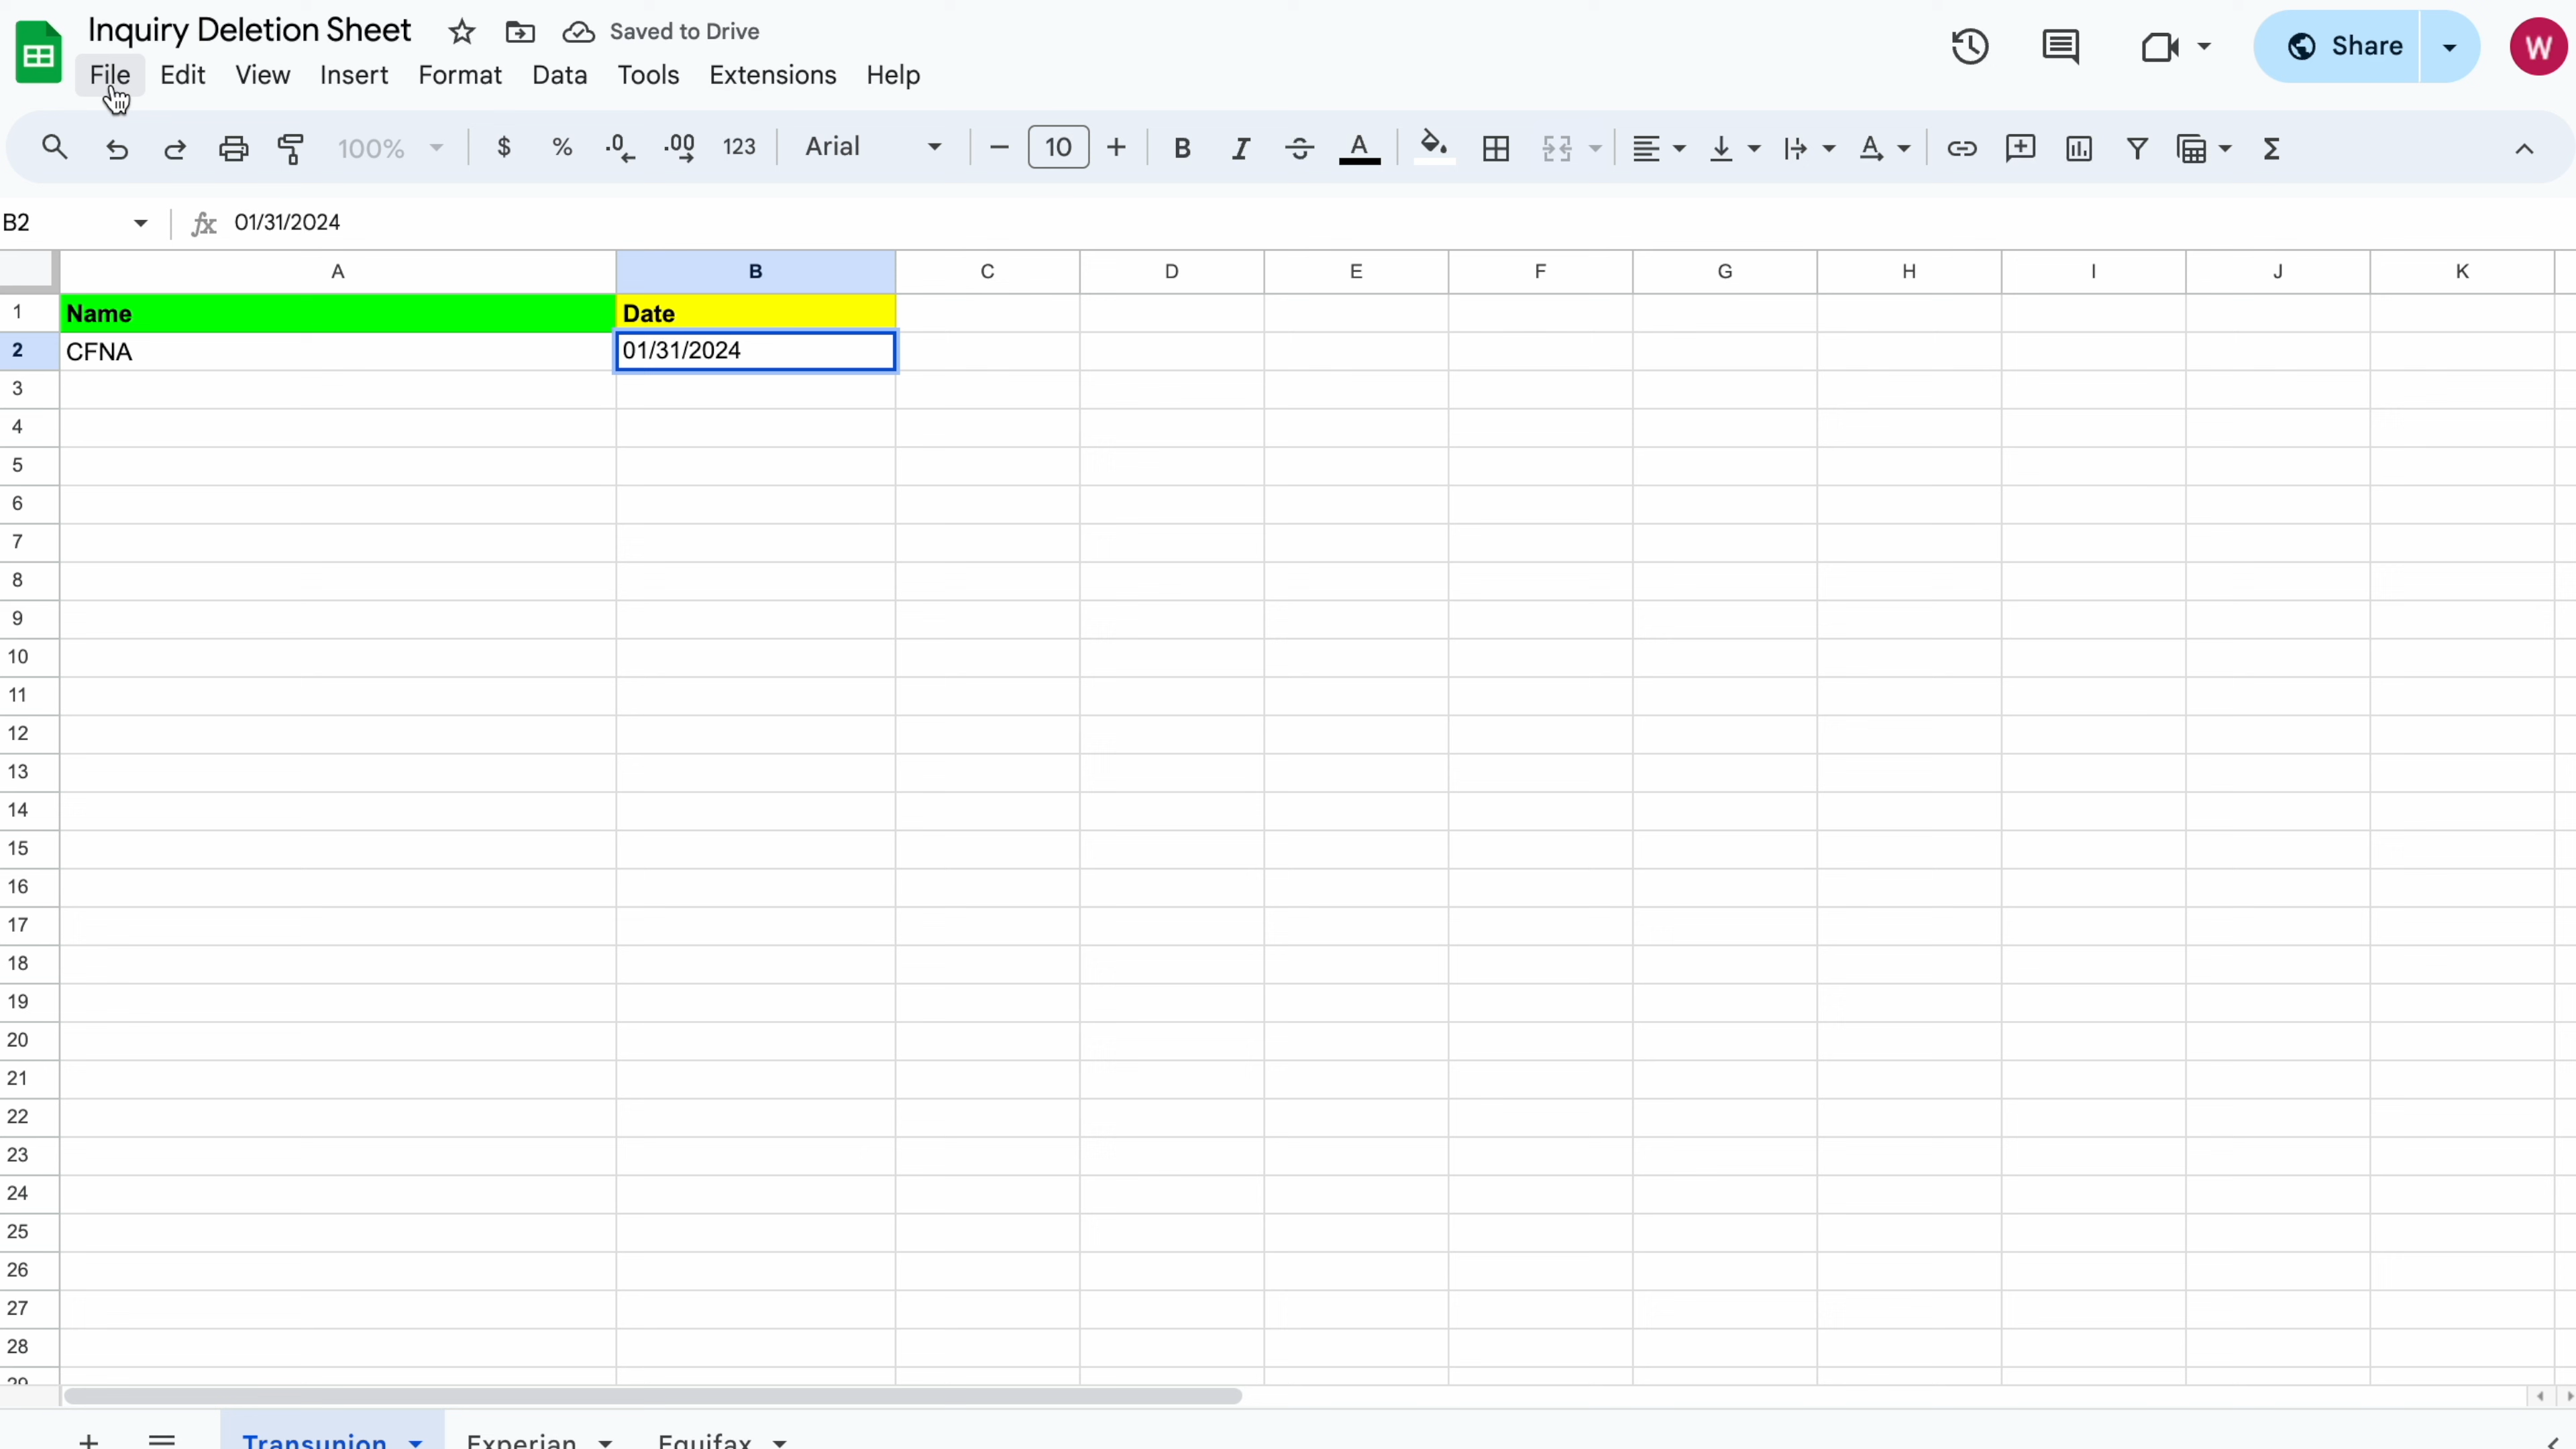 Inquiry Deletion Sheet Saved to Drive
File Edit View Insert Format Data Tools Extensions Help
Share
W
100% $ % .0 .00 123 Arial 10 B I A A Σ
B2 fx 01/31/2024
A B C D E F G H I J K
1 Name Date
2 CFNA 01/31/2024
3
4
5
6
7
8
9
10
11
12
13
14
15
16
17
18
19
20
21
22
23
24
25
26
27
28
29
Transunion Experian Equifax